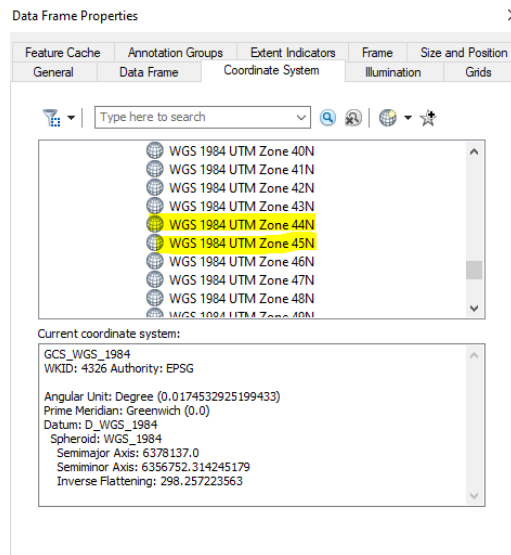 Data Frame Properties
Feature Cache Annotation Groups Extent Indicators Frame Size and Position
General Data Frame Coordinate System Illumination Grids
Type here to search
WGS 1984 UTM Zone 40N
WGS 1984 UTM Zone 41N
WGS 1984 UTM Zone 42N
WGS 1984 UTM Zone 43N
WGS 1984 UTM Zone 44N
WGS 1984 UTM Zone 45N
WGS 1984 UTM Zone 46N
WGS 1984 UTM Zone 47N
WGS 1984 UTM Zone 48N
WGS 1984 UTM Zone 49N
Current coordinate system:
GCS_WGS_1984
WKID: 4326 Authority: EPSG
Angular Unit: Degree (0.0174532925199433)
Prime Meridian: Greenwich (0.0)
Datum: D_WGS_1984
Spheroid: WGS_1984
Semimajor Axis: 6378137.0
Semiminor Axis: 6356752.314245179
Inverse Flattening: 298.257223563